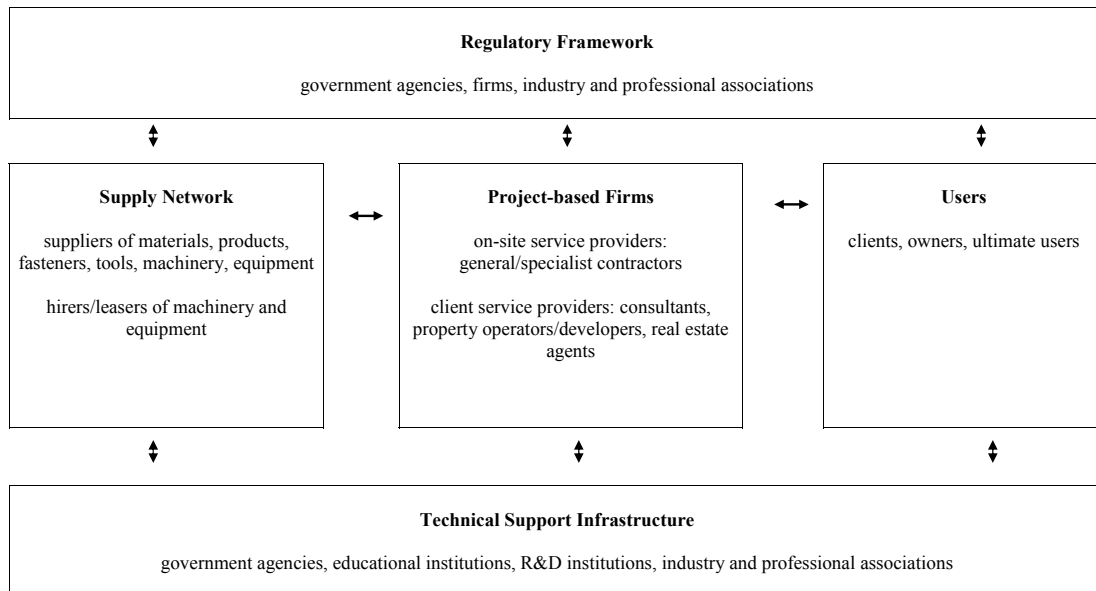 Regulatory Framework
government agencies, firms, industry and professional associations
Supply Network
suppliers of materials, products,
fasteners, tools, machinery, equipment
hirers/leasers of machinery and
equipment
Project-based Firms
on-site service providers:
general/specialist contractors
client service providers: consultants,
property operators/developers, real estate
agents
Users
clients, owners, ultimate users
Technical Support Infrastructure
government agencies, educational institutions, R&D institutions, industry and professional associations